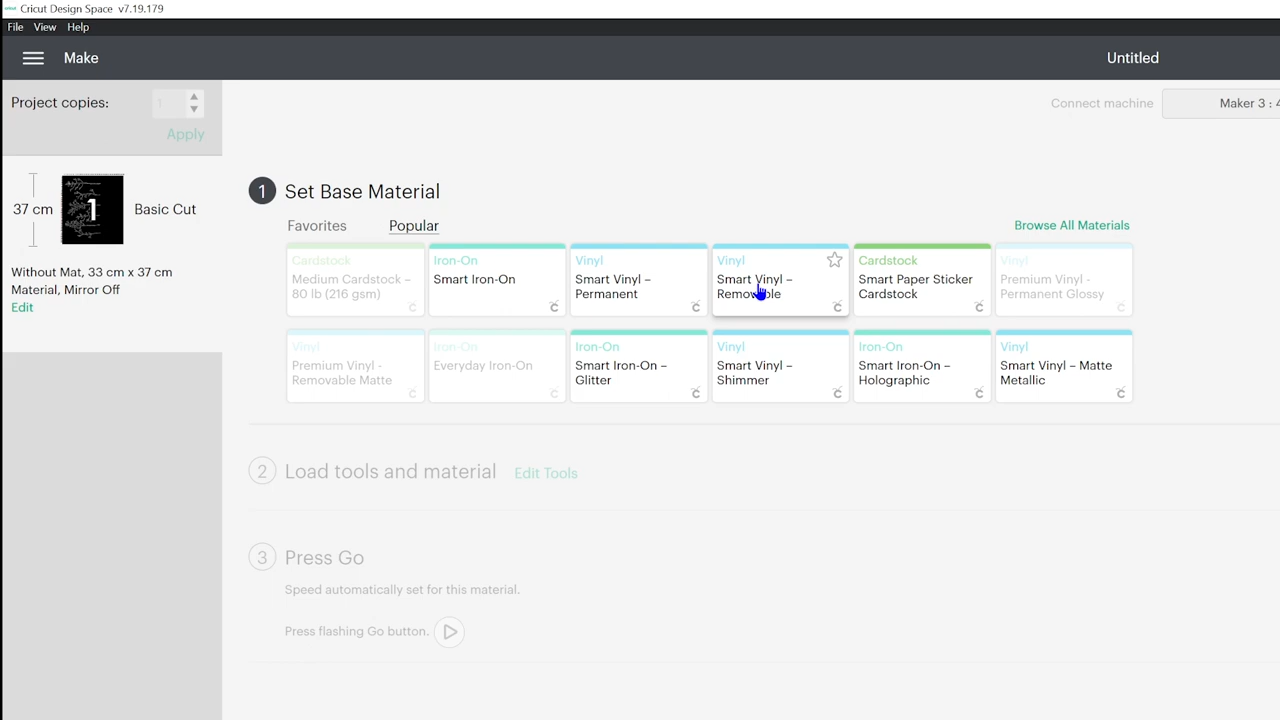 Cricut Design Space v7.19.179
File View Help
Make
Untitled
Project copies:
1
Apply
Connect machine
Maker 3 : 4
37 cm
1
Basic Cut
Without Mat, 33 cm x 37 cm
Material, Mirror Off
Edit
1
Set Base Material
Favorites
Popular
Browse All Materials
Cardstock
Medium Cardstock –
80 lb (216 gsm)
Iron-On
Smart Iron-On
Vinyl
Smart Vinyl –
Permanent
Vinyl
Smart Vinyl –
Removable
Cardstock
Smart Paper Sticker
Cardstock
Vinyl
Premium Vinyl -
Permanent Glossy
Vinyl
Premium Vinyl -
Removable Matte
Iron-On
Everyday Iron-On
Iron-On
Smart Iron-On –
Glitter
Vinyl
Smart Vinyl –
Shimmer
Iron-On
Smart Iron-On –
Holographic
Vinyl
Smart Vinyl – Matte
Metallic
2
Load tools and material
Edit Tools
3
Press Go
Speed automatically set for this material.
Press flashing Go button.